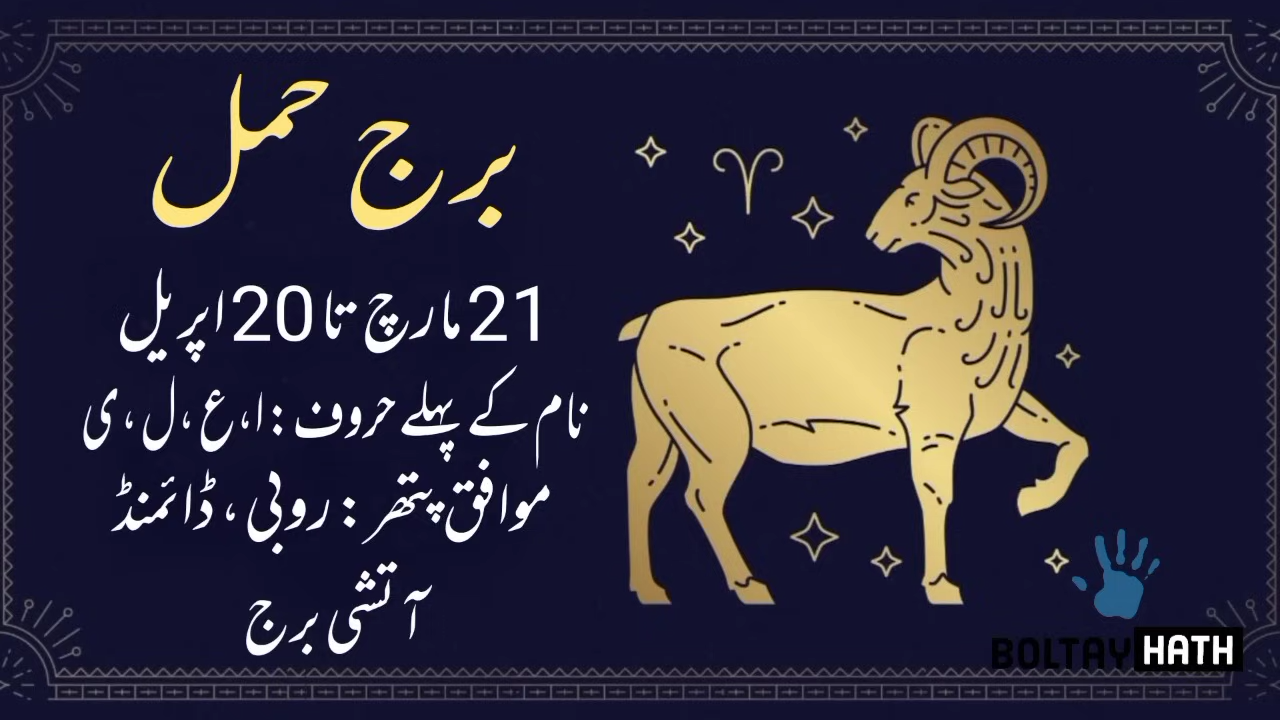 برج حمل
21 مارچ تا 20 اپریل
نام کے پہلے حروف : ا، ع ، ل ، ی
موافق پتھر : روبی ، ڈائمنڈ
آتشی برج
BOLTAY HATH